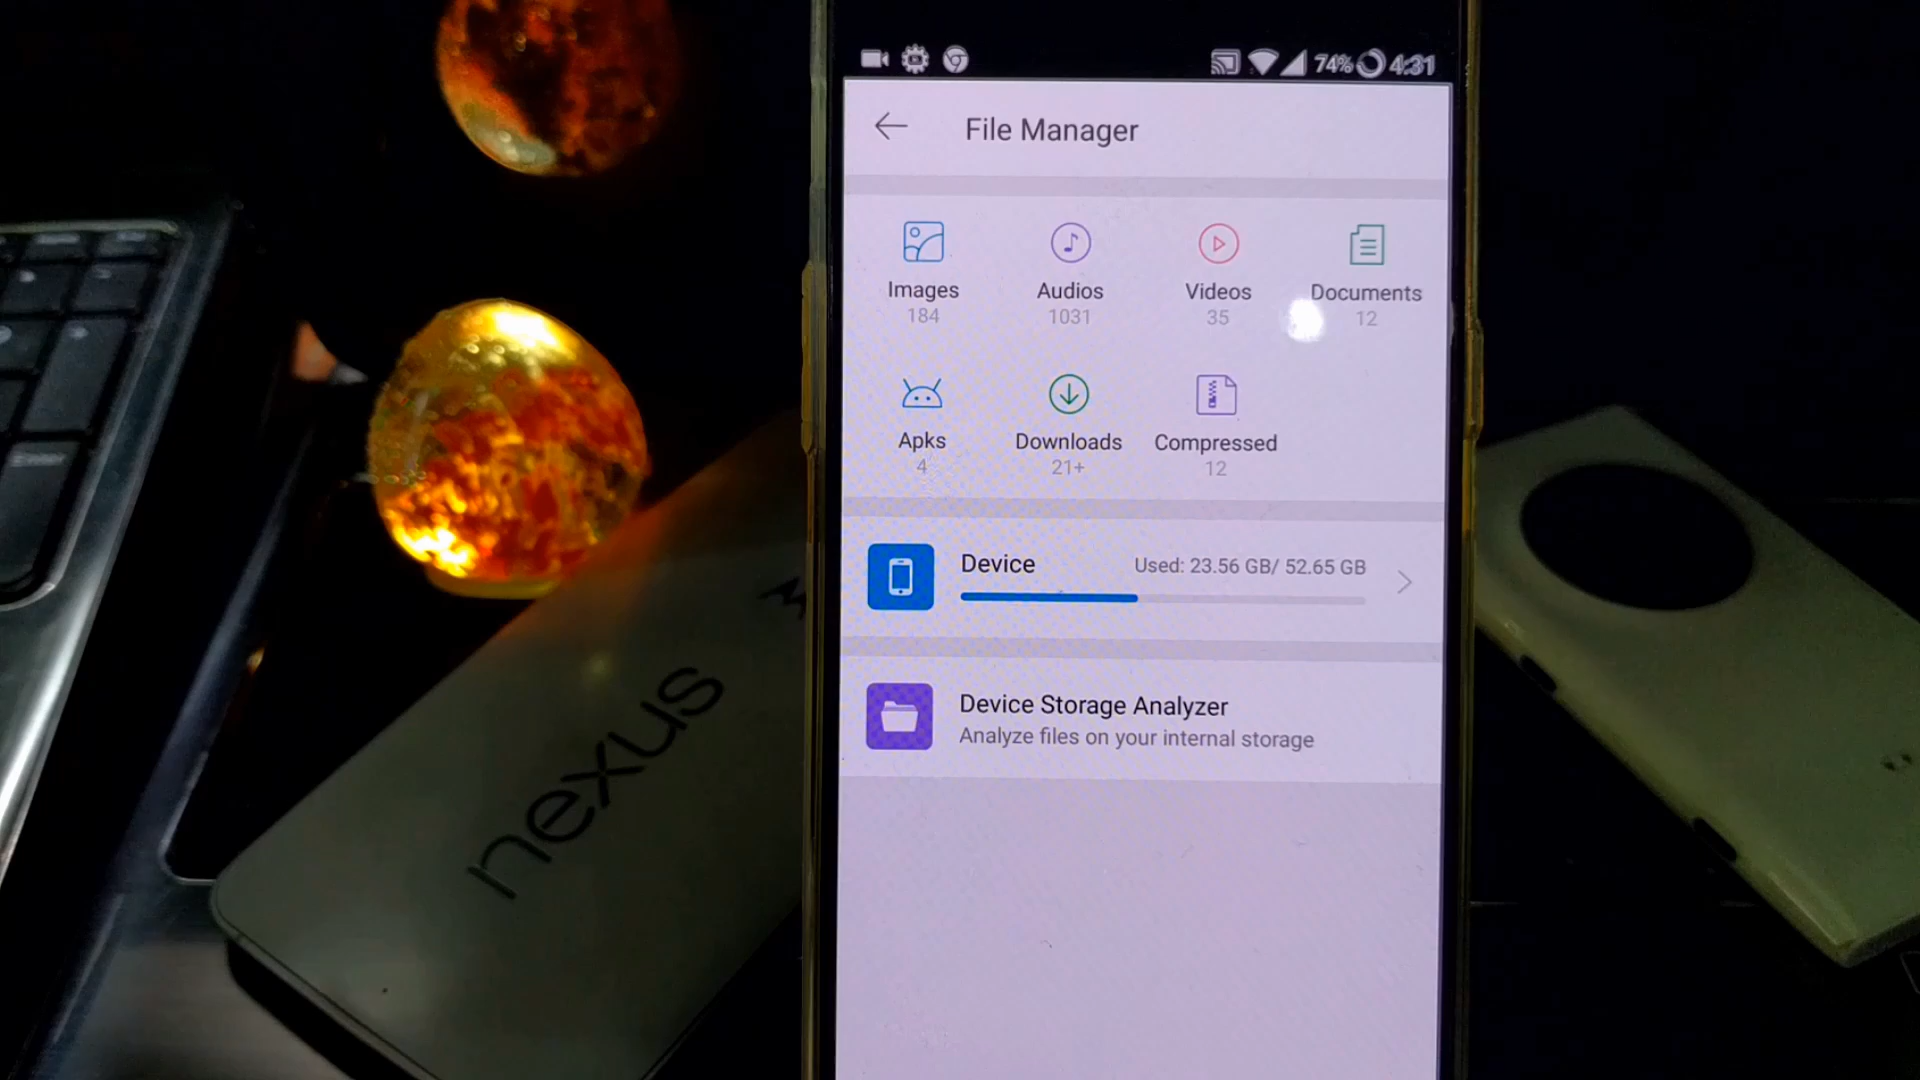 74% 4:31
File Manager
Images
184
Audios
1031
Videos
35
Documents
12
Apks
4
Downloads
21+
Compressed
12
Device
Used: 23.56 GB/ 52.65 GB
Device Storage Analyzer
Analyze files on your internal storage
nexus
Enter